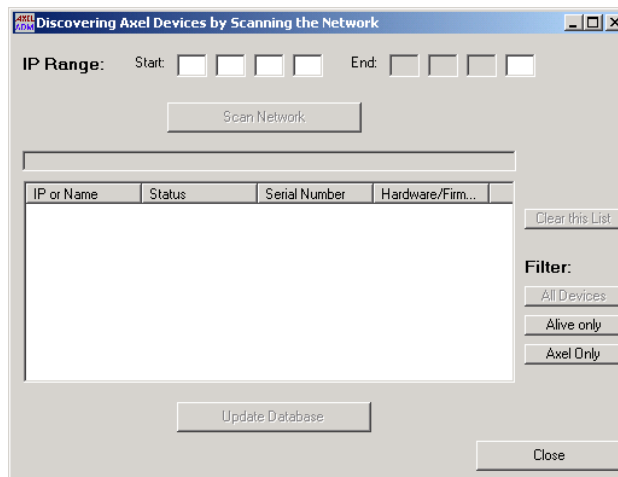 AXEL ADM Discovering Axel Devices by Scanning the Network
IP Range: Start: End:
Scan Network
IP or Name Status Serial Number Hardware/Firm...
Clear this List
Filter:
All Devices
Alive only
Axel Only
Update Database
Close